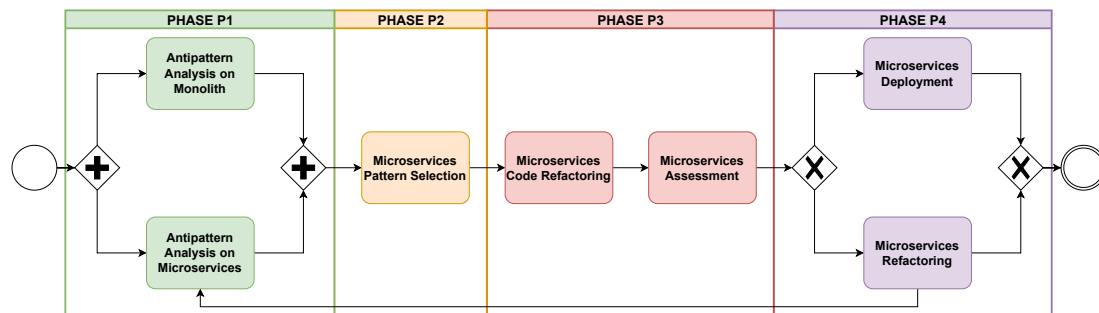 PHASE P1
PHASE P2
PHASE P3
PHASE P4
Antipattern
Analysis on
Monolith
Antipattern
Analysis on
Microservices
Microservices
Pattern Selection
Microservices
Code Refactoring
Microservices
Assessment
Microservices
Deployment
Microservices
Refactoring